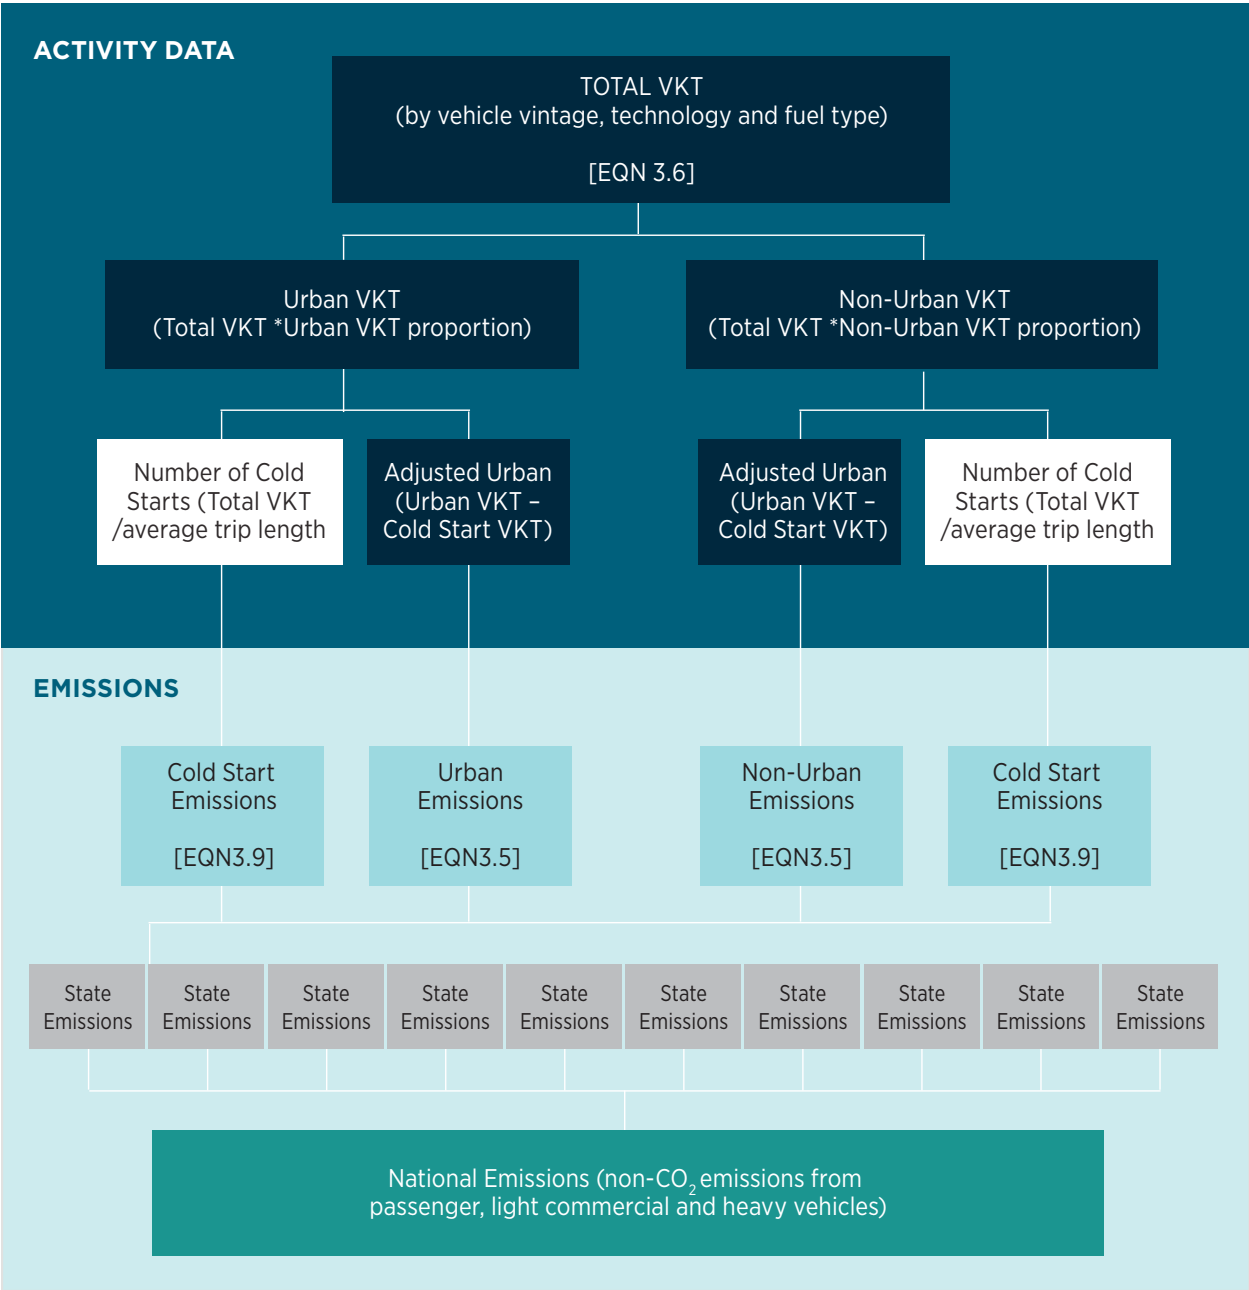 ACTIVITY DATA
TOTAL VKT
(by vehicle vintage, technology and fuel type)
[EQN 3.6]
Urban VKT
(Total VKT *Urban VKT proportion)
Non-Urban VKT
(Total VKT *Non-Urban VKT proportion)
Number of Cold
Starts (Total VKT
/average trip length
Adjusted Urban
(Urban VKT –
Cold Start VKT)
Adjusted Urban
(Urban VKT –
Cold Start VKT)
Number of Cold
Starts (Total VKT
/average trip length
EMISSIONS
Cold Start
Emissions
[EQN3.9]
Urban
Emissions
[EQN3.5]
Non-Urban
Emissions
[EQN3.5]
Cold Start
Emissions
[EQN3.9]
State
Emissions
State
Emissions
State
Emissions
State
Emissions
State
Emissions
State
Emissions
State
Emissions
State
Emissions
State
Emissions
State
Emissions
National Emissions (non-CO₂ emissions from
passenger, light commercial and heavy vehicles)